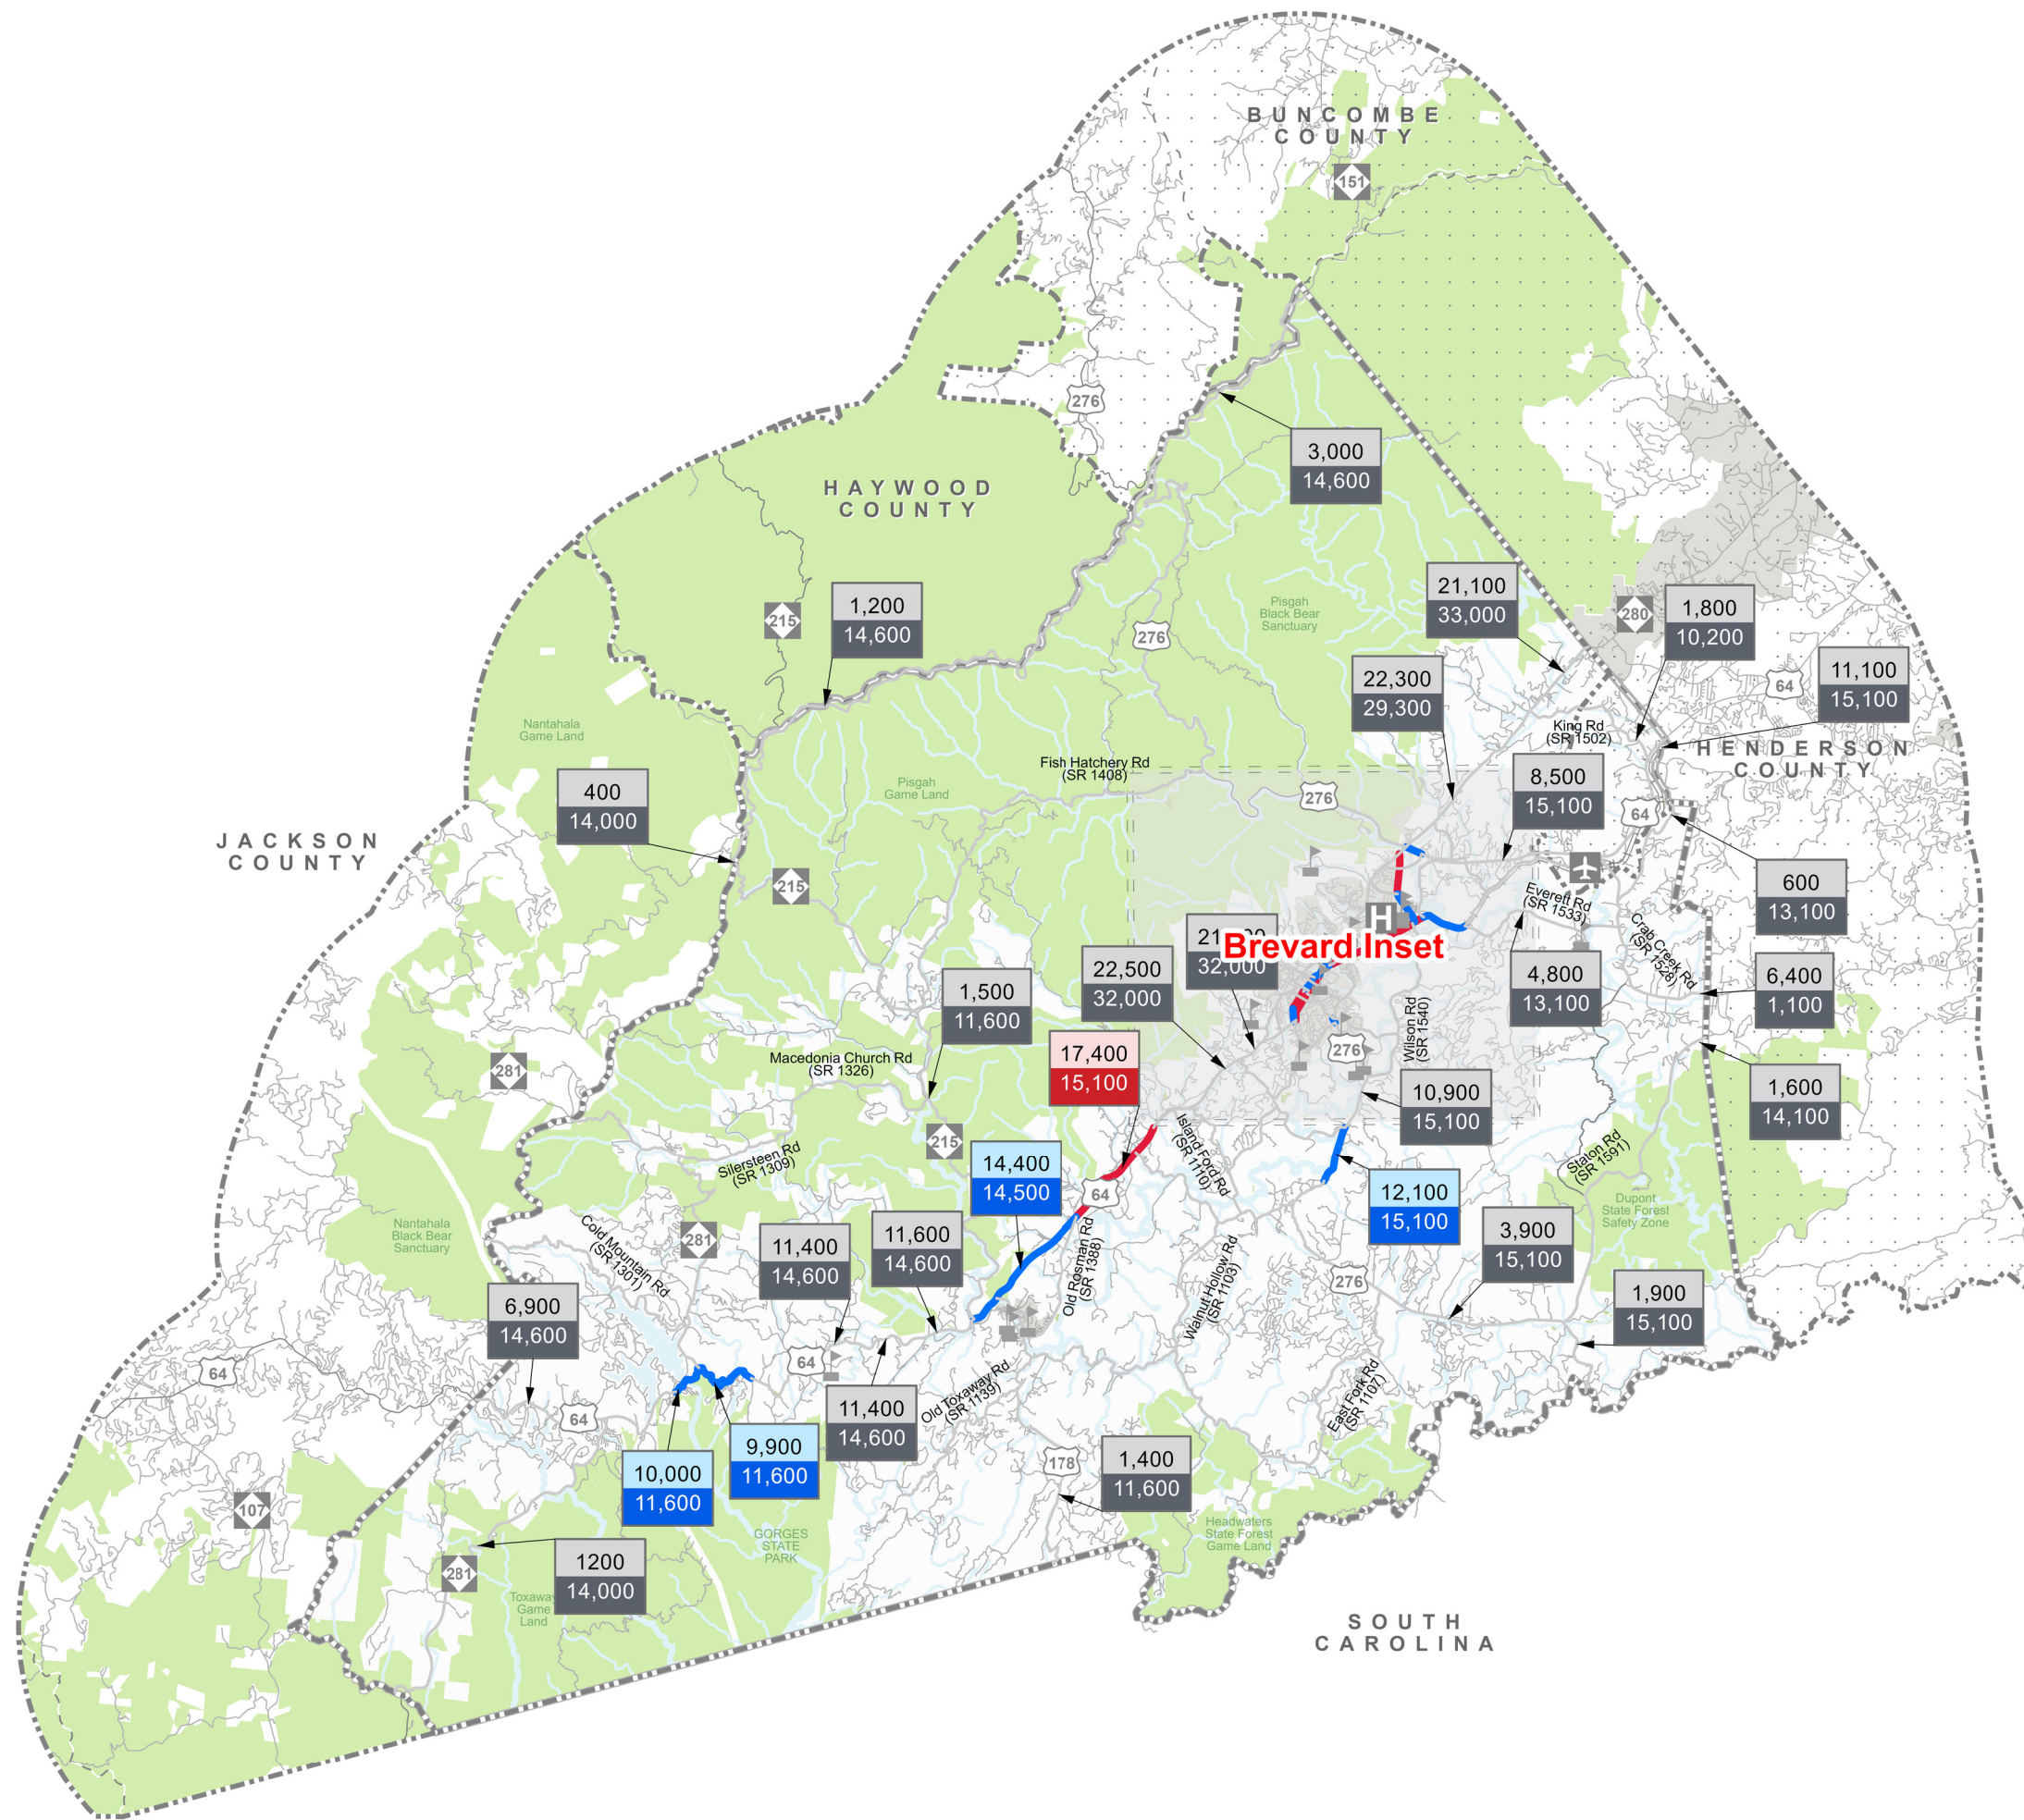 BUNCOMBE
COUNTY
151
276
3,000
14,600
HAYWOOD
COUNTY
21,100
33,000
280
1,800
10,200
Pisgah
Black Bear
Sanctuary
215
1,200
14,600
276
11,100
15,100
64
22,300
29,300
King Rd
(SR 1502)
HENDERSON
COUNTY
Nantahala
Game Land
Fish Hatchery Rd
(SR 1408)
Pisgah
Game Land
400
14,000
276
8,500
15,100
64
JACKSON
COUNTY
215
600
13,100
Everett Rd
(SR 1533)
H
Crab Creek Rd
(SR 1528)
Brevard Inset
32,000
22,500
32,000
4,800
13,100
6,400
1,100
1,500
11,600
Wilson Rd
(SR 1540)
276
17,400
15,100
Macedonia Church Rd
(SR 1326)
281
1,600
14,100
10,900
15,100
215
Island Ford Rd
(SR 1110)
Silersteen Rd
(SR 1309)
14,400
14,500
64
Staton Rd
(SR 1591)
12,100
15,100
Dupont
State Forest
Safety Zone
Nantahala
Black Bear
Sanctuary
Cold Mountain Rd
(SR 1301)
281
11,400
14,600
11,600
14,600
Old Rosman Rd
(SR 1388)
Walnut Hollow Rd
(SR 1103)
3,900
15,100
276
6,900
14,600
1,900
15,100
64
64
Old Toxaway Rd
(SR 1139)
East Fork Rd
(SR 1107)
11,400
14,600
64
9,900
11,600
10,000
11,600
178
1,400
11,600
107
GORGES
STATE
PARK
Headwaters
State Forest
Game Land
1200
14,000
281
Toxaway
Game
Land
SOUTH
CAROLINA